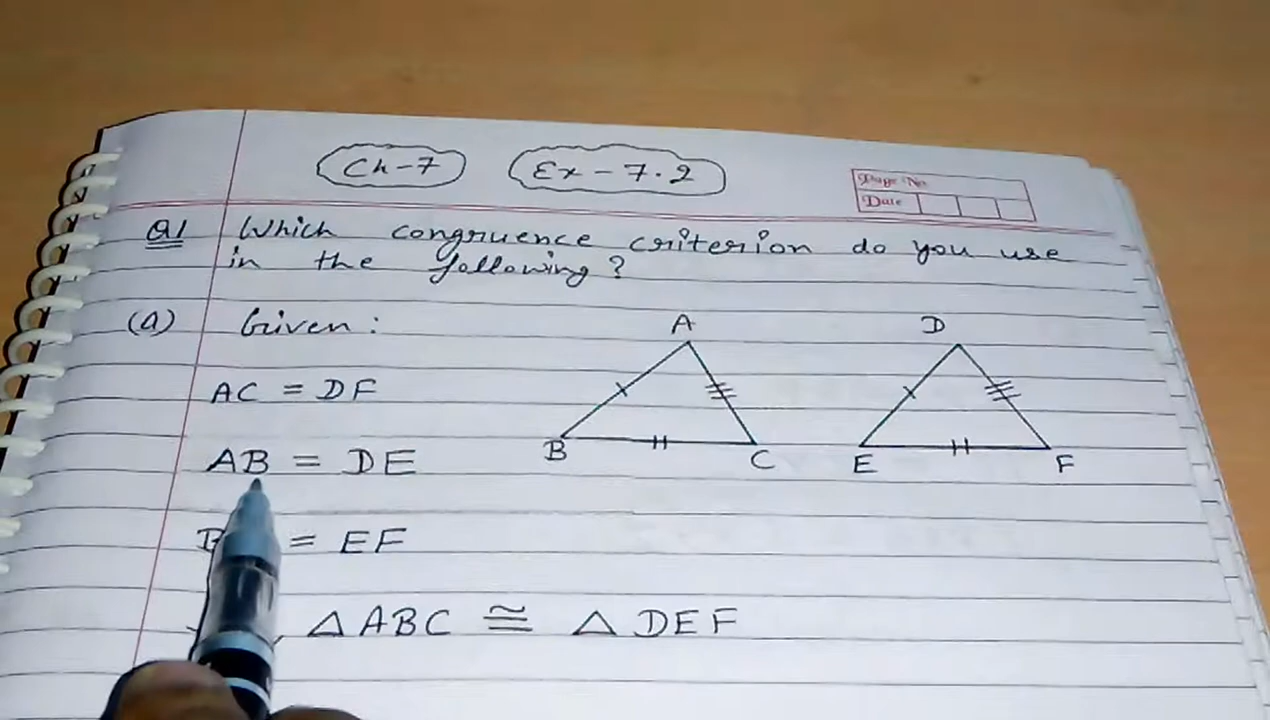 Ch-7 Ex-7.2
Page No.
Date
Q1 Which congruence criterion do you use
in the following?
(a) Given:
A D
AC = DF
AB = DE
B C E F
= EF
△ABC ≅ △DEF